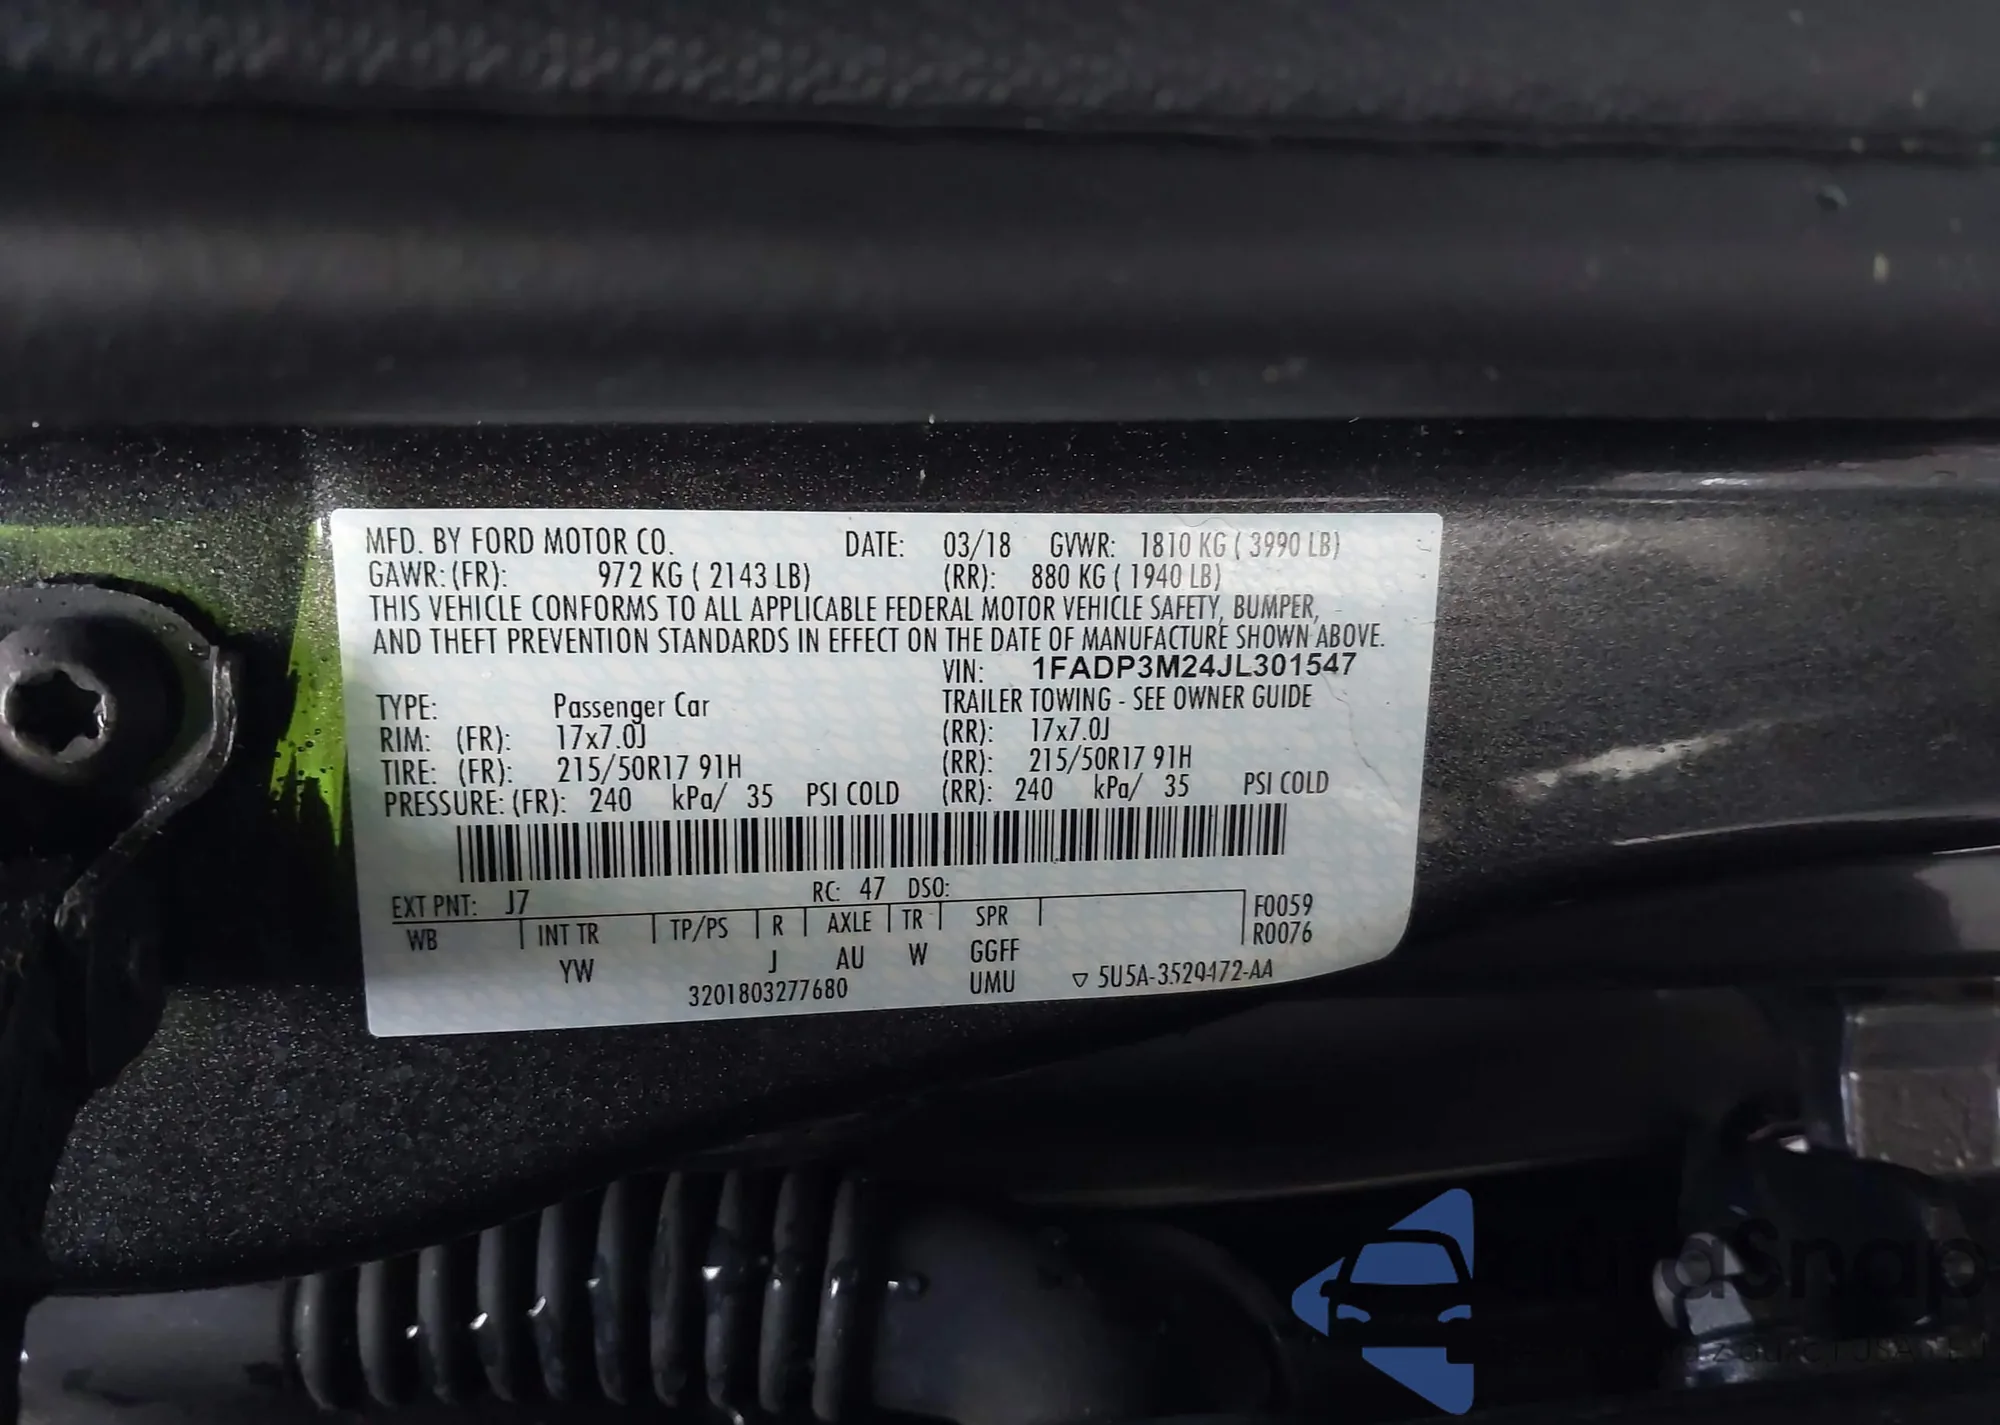 MFD. BY FORD MOTOR CO. DATE: 03/18 GVWR: 1810 KG ( 3990 LB)
GAWR: (FR): 972 KG ( 2143 LB) (RR): 880 KG ( 1940 LB)
THIS VEHICLE CONFORMS TO ALL APPLICABLE FEDERAL MOTOR VEHICLE SAFETY, BUMPER,
AND THEFT PREVENTION STANDARDS IN EFFECT ON THE DATE OF MANUFACTURE SHOWN ABOVE.
VIN: 1FADP3M24JL301547
TYPE: Passenger Car TRAILER TOWING - SEE OWNER GUIDE
RIM: (FR): 17x7.0J (RR): 17x7.0J
TIRE: (FR): 215/50R17 91H (RR): 215/50R17 91H
PRESSURE: (FR): 240 kPa/ 35 PSI COLD (RR): 240 kPa/ 35 PSI COLD
EXT PNT: J7 RC: 47 DSO:
WB INT TR TP/PS R AXLE TR SPR F0059
R0076
YW J AU W GGFF
3201803277680 UMU ▽ 5U5A-3520472-AA